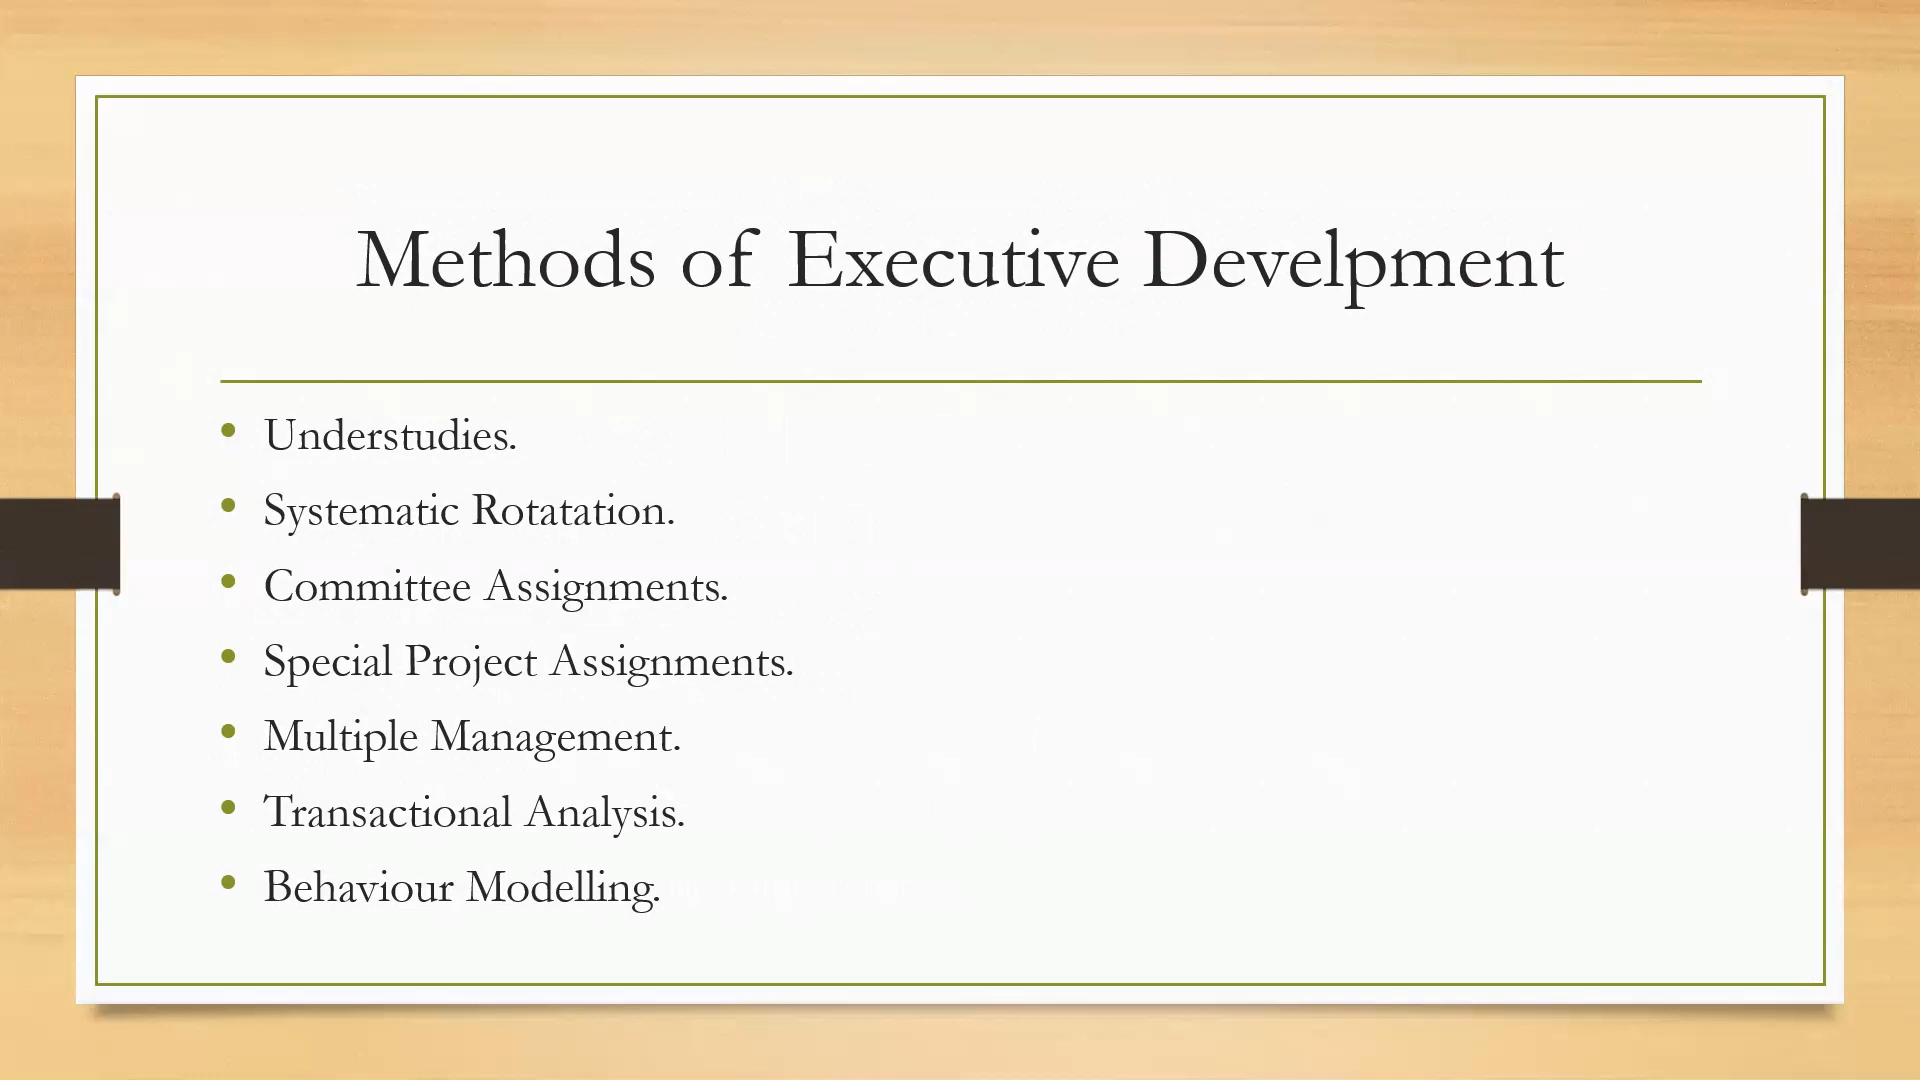 Methods of Executive Develpment
Understudies.
Systematic Rotatation.
Committee Assignments.
Special Project Assignments.
Multiple Management.
Transactional Analysis.
Behaviour Modelling.